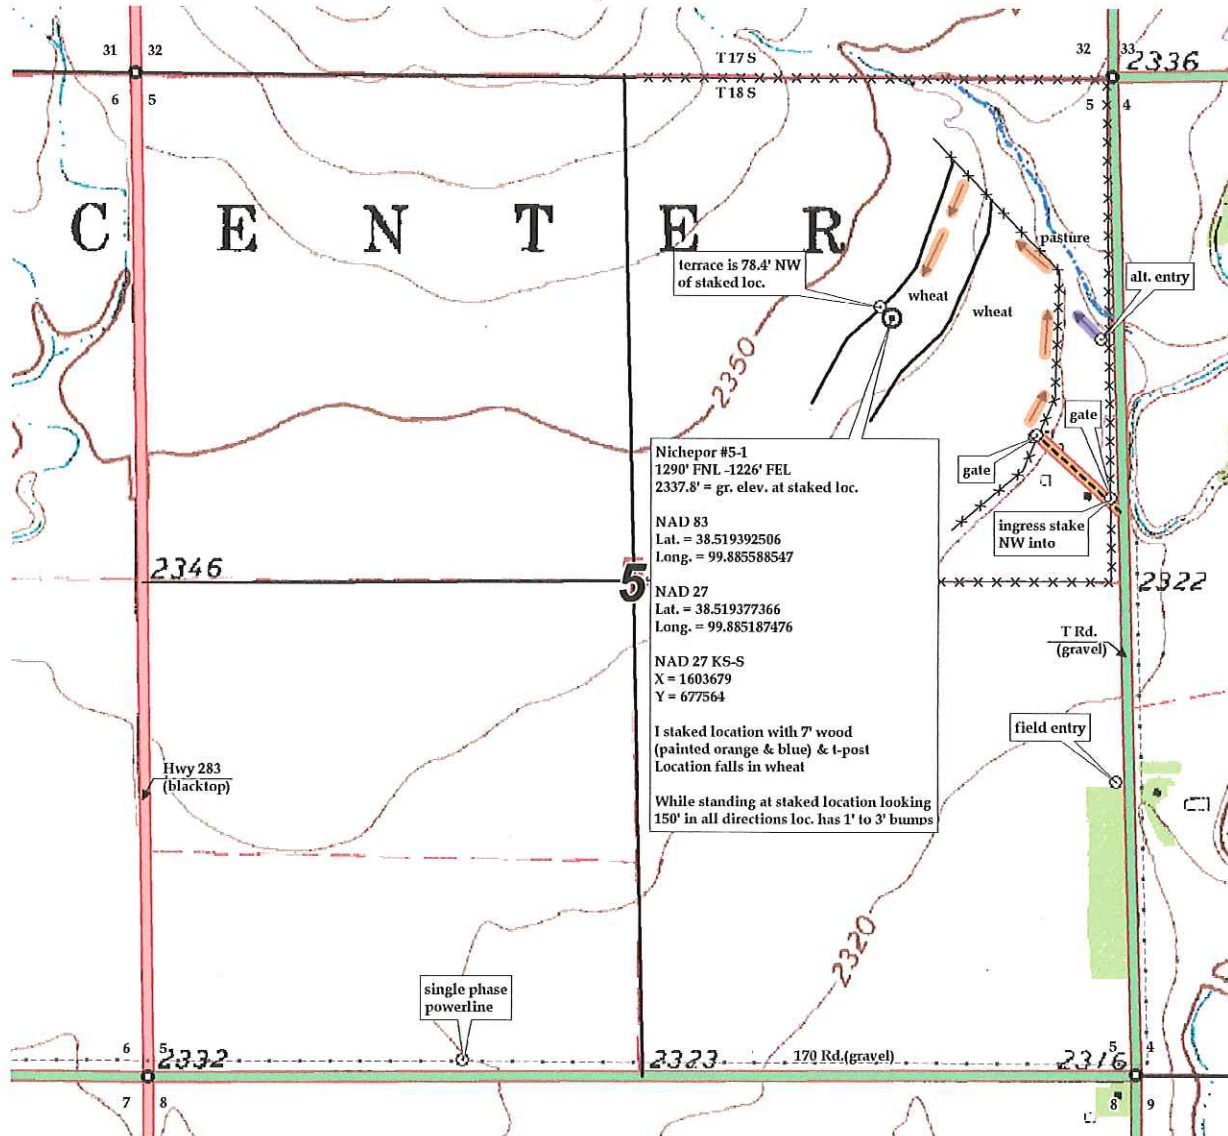 31 32
T17 S
32 33
2336
6 5
T18 S
5 4
C E N T E R
pasture
terrace is 78.4' NW
of staked loc.
alt. entry
wheat
wheat
2350
gate
gate
Nichepor #5-1
1290' FNL -1226' FEL
2337.8' = gr. elev. at staked loc.
NAD 83
Lat. = 38.519392506
Long. = 99.885588547
NAD 27
Lat. = 38.519377366
Long. = 99.885187476
NAD 27 KS-S
X = 1603679
Y = 677564
I staked location with 7' wood
(painted orange & blue) & t-post
Location falls in wheat
While standing at staked location looking
150' in all directions loc. has 1' to 3' bumps
ingress stake
NW into
2346
5
2322
T Rd.
(gravel)
field entry
Hwy 283
(blacktop)
2320
single phase
powerline
6 5
2332
2323
170 Rd.(gravel)
2316
5 4
7 8
8 9